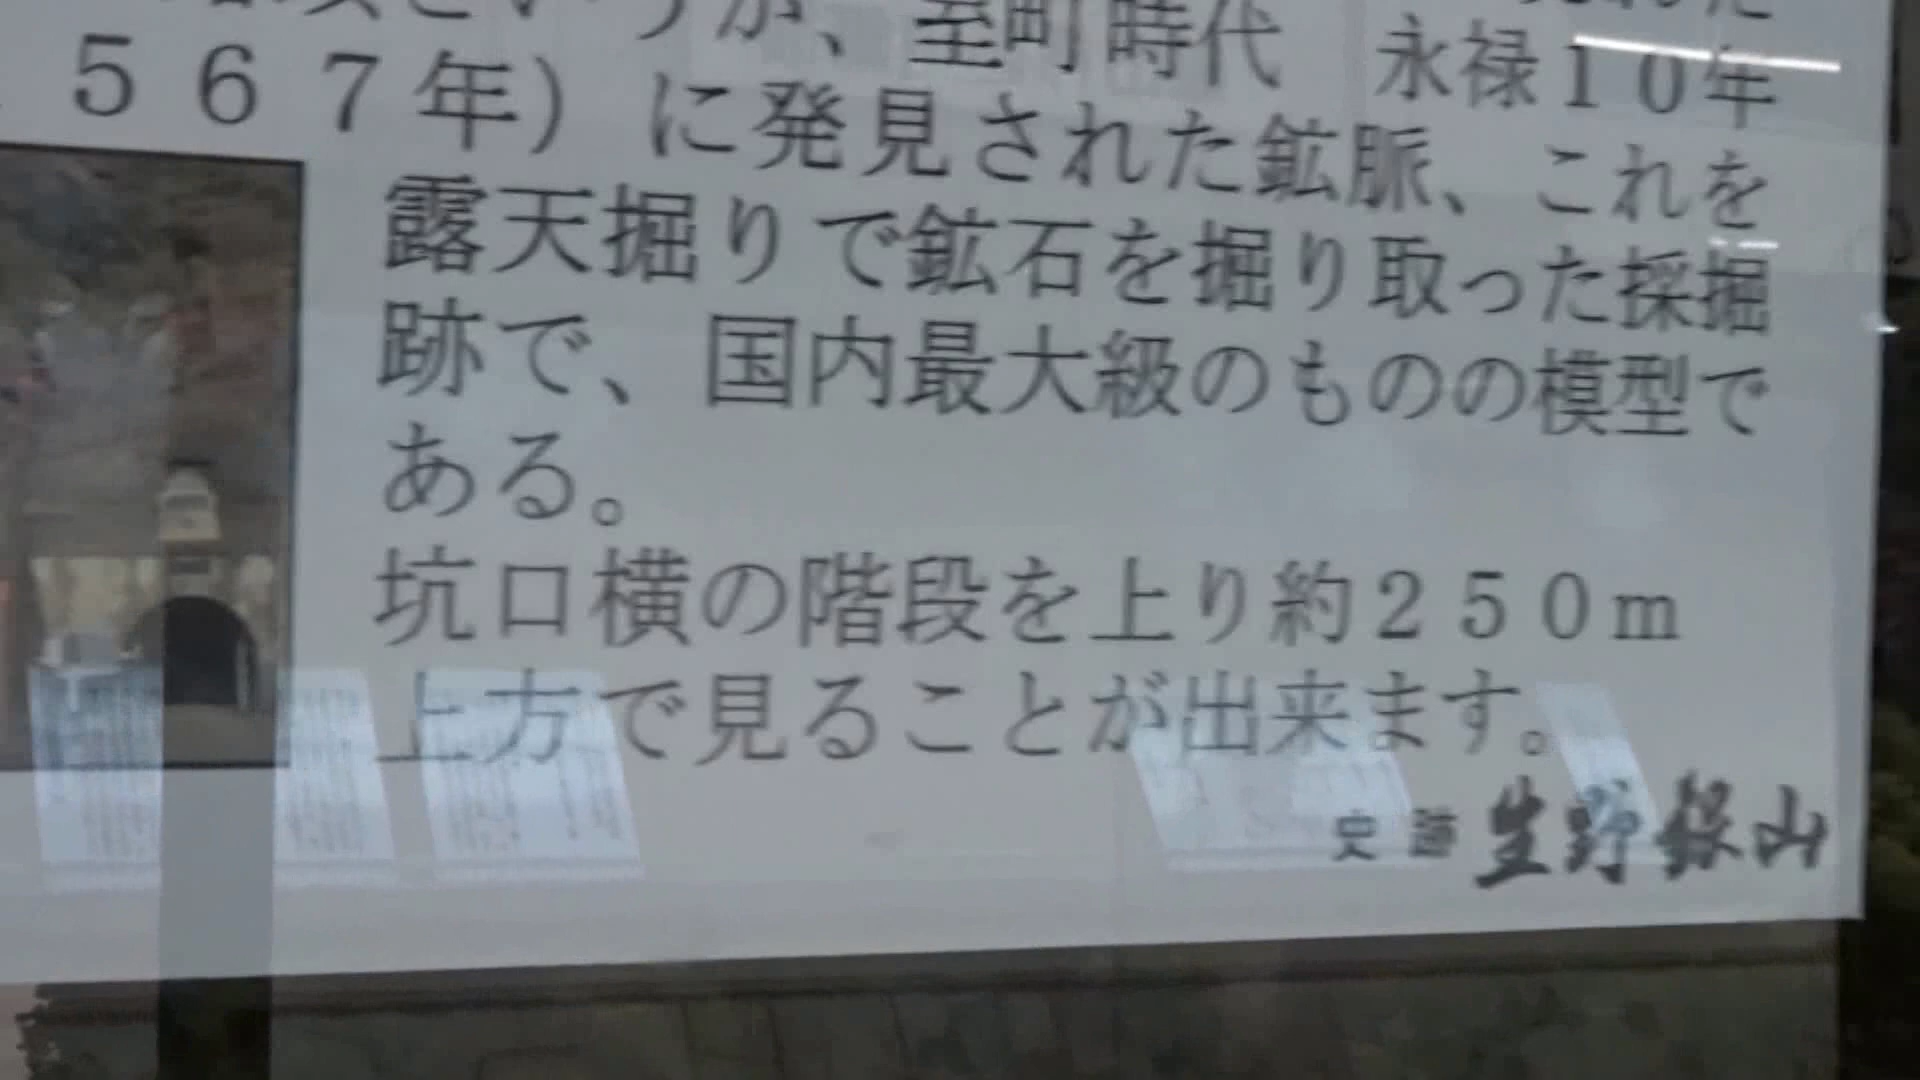 というが、室町時代 永禄10年
567年)に発見された鉱脈、これを
露天掘りで鉱石を掘り取った採掘
跡で、国内最大級のものの模型で
ある。
坑口横の階段を上り約250m
上方で見ることが出来ます。
史跡 生野銀山